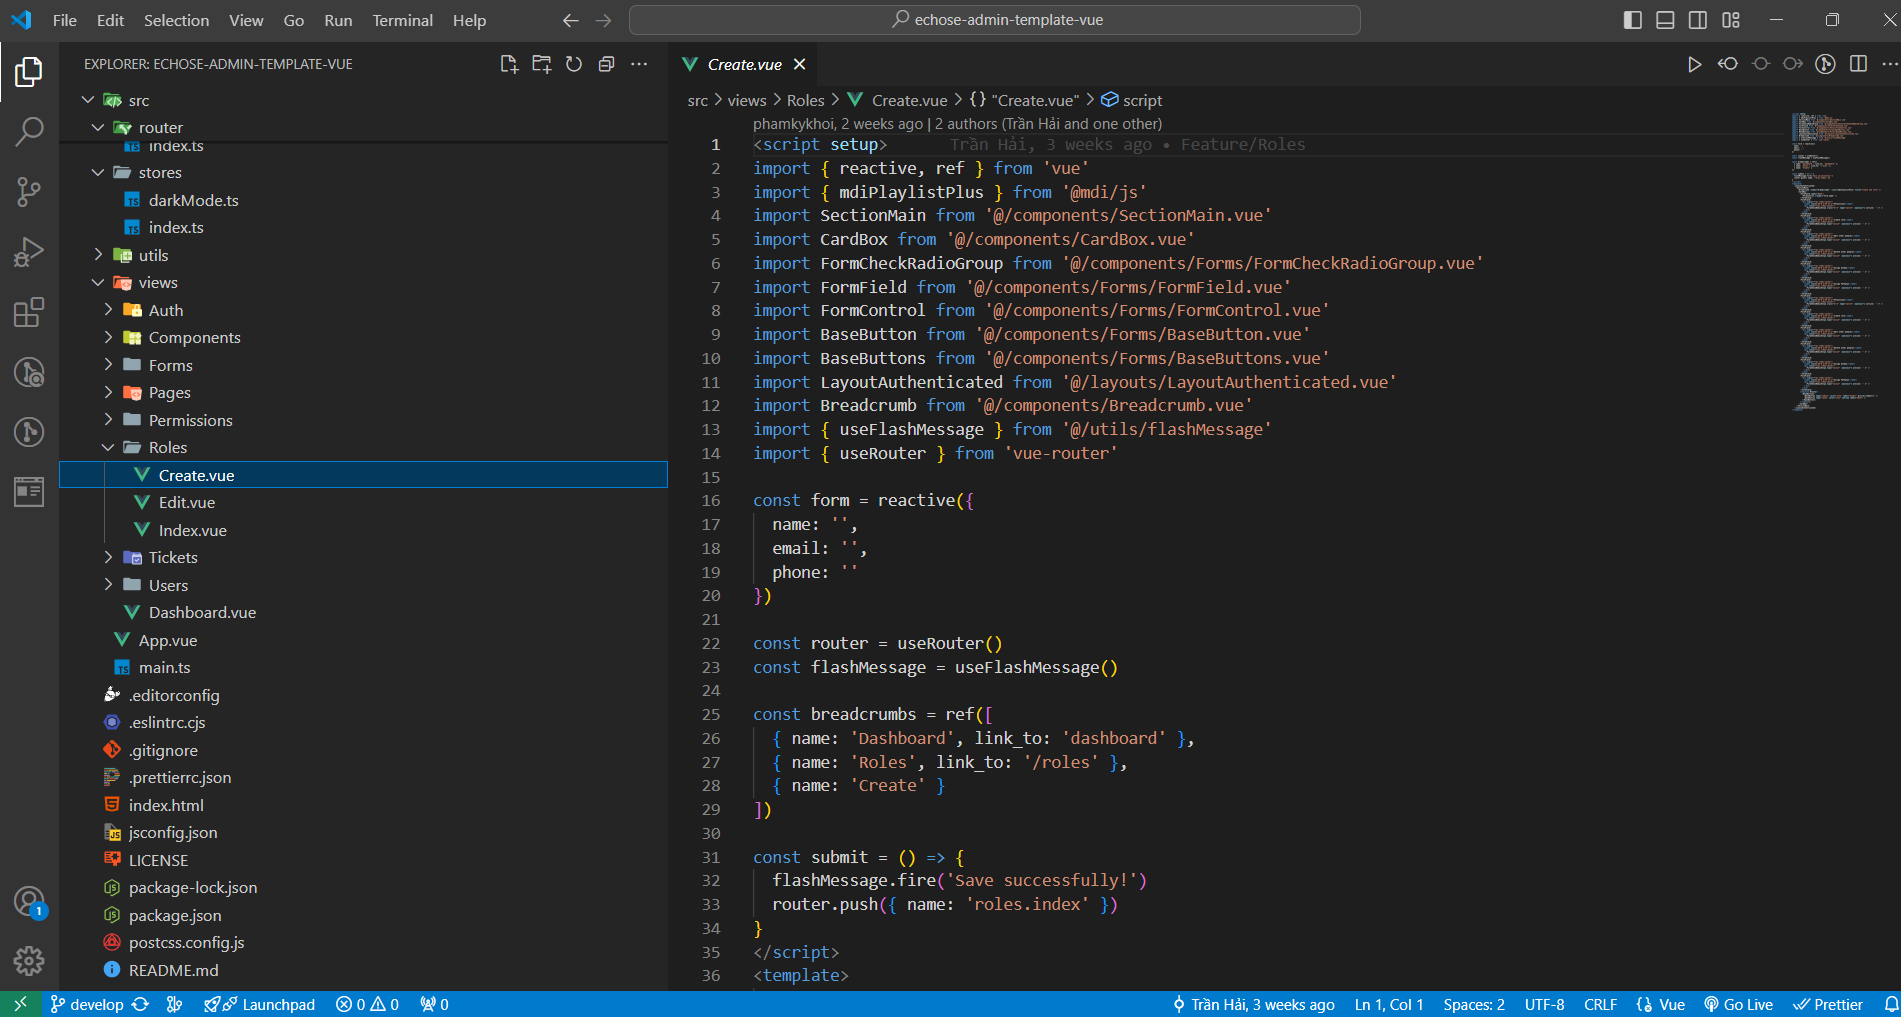 File Edit Selection View Go Run Terminal Help
echose-admin-template-vue
EXPLORER: ECHOSE-ADMIN-TEMPLATE-VUE
src
router
index.ts
stores
darkMode.ts
index.ts
utils
views
Auth
Components
Forms
Pages
Permissions
Roles
Create.vue
Edit.vue
Index.vue
Tickets
Users
Dashboard.vue
App.vue
main.ts
.editorconfig
.eslintrc.cjs
.gitignore
.prettierrc.json
index.html
jsconfig.json
LICENSE
package-lock.json
package.json
postcss.config.js
README.md
Create.vue
src > views > Roles > Create.vue > {} "Create.vue" > script
phamkykhoi, 2 weeks ago | 2 authors (Trần Hải and one other)
1 <script setup> Trần Hải, 3 weeks ago • Feature/Roles
2 import { reactive, ref } from 'vue'
3 import { mdiPlaylistPlus } from '@mdi/js'
4 import SectionMain from '@/components/SectionMain.vue'
5 import CardBox from '@/components/CardBox.vue'
6 import FormCheckRadioGroup from '@/components/Forms/FormCheckRadioGroup.vue'
7 import FormField from '@/components/Forms/FormField.vue'
8 import FormControl from '@/components/Forms/FormControl.vue'
9 import BaseButton from '@/components/Forms/BaseButton.vue'
10 import BaseButtons from '@/components/Forms/BaseButtons.vue'
11 import LayoutAuthenticated from '@/layouts/LayoutAuthenticated.vue'
12 import Breadcrumb from '@/components/Breadcrumb.vue'
13 import { useFlashMessage } from '@/utils/flashMessage'
14 import { useRouter } from 'vue-router'
15
16 const form = reactive({
17 name: '',
18 email: '',
19 phone: ''
20 })
21
22 const router = useRouter()
23 const flashMessage = useFlashMessage()
24
25 const breadcrumbs = ref([
26 { name: 'Dashboard', link_to: 'dashboard' },
27 { name: 'Roles', link_to: '/roles' },
28 { name: 'Create' }
29 ])
30
31 const submit = () => {
32 flashMessage.fire('Save successfully!')
33 router.push({ name: 'roles.index' })
34 }
35 </script>
36 <template>
1
develop Launchpad 0 0 0 Trần Hải, 3 weeks ago Ln 1, Col 1 Spaces: 2 UTF-8 CRLF {} Vue Go Live Prettier